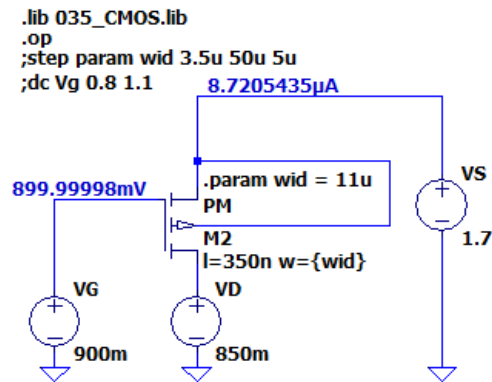 .lib 035_CMOS.lib
.op
;step param wid 3.5u 50u 5u
;dc Vg 0.8 1.1
8.7205435µA
899.99998mV
.param wid = 11u
PM
M2
l=350n w={wid}
VS
1.7
VG
900m
VD
850m